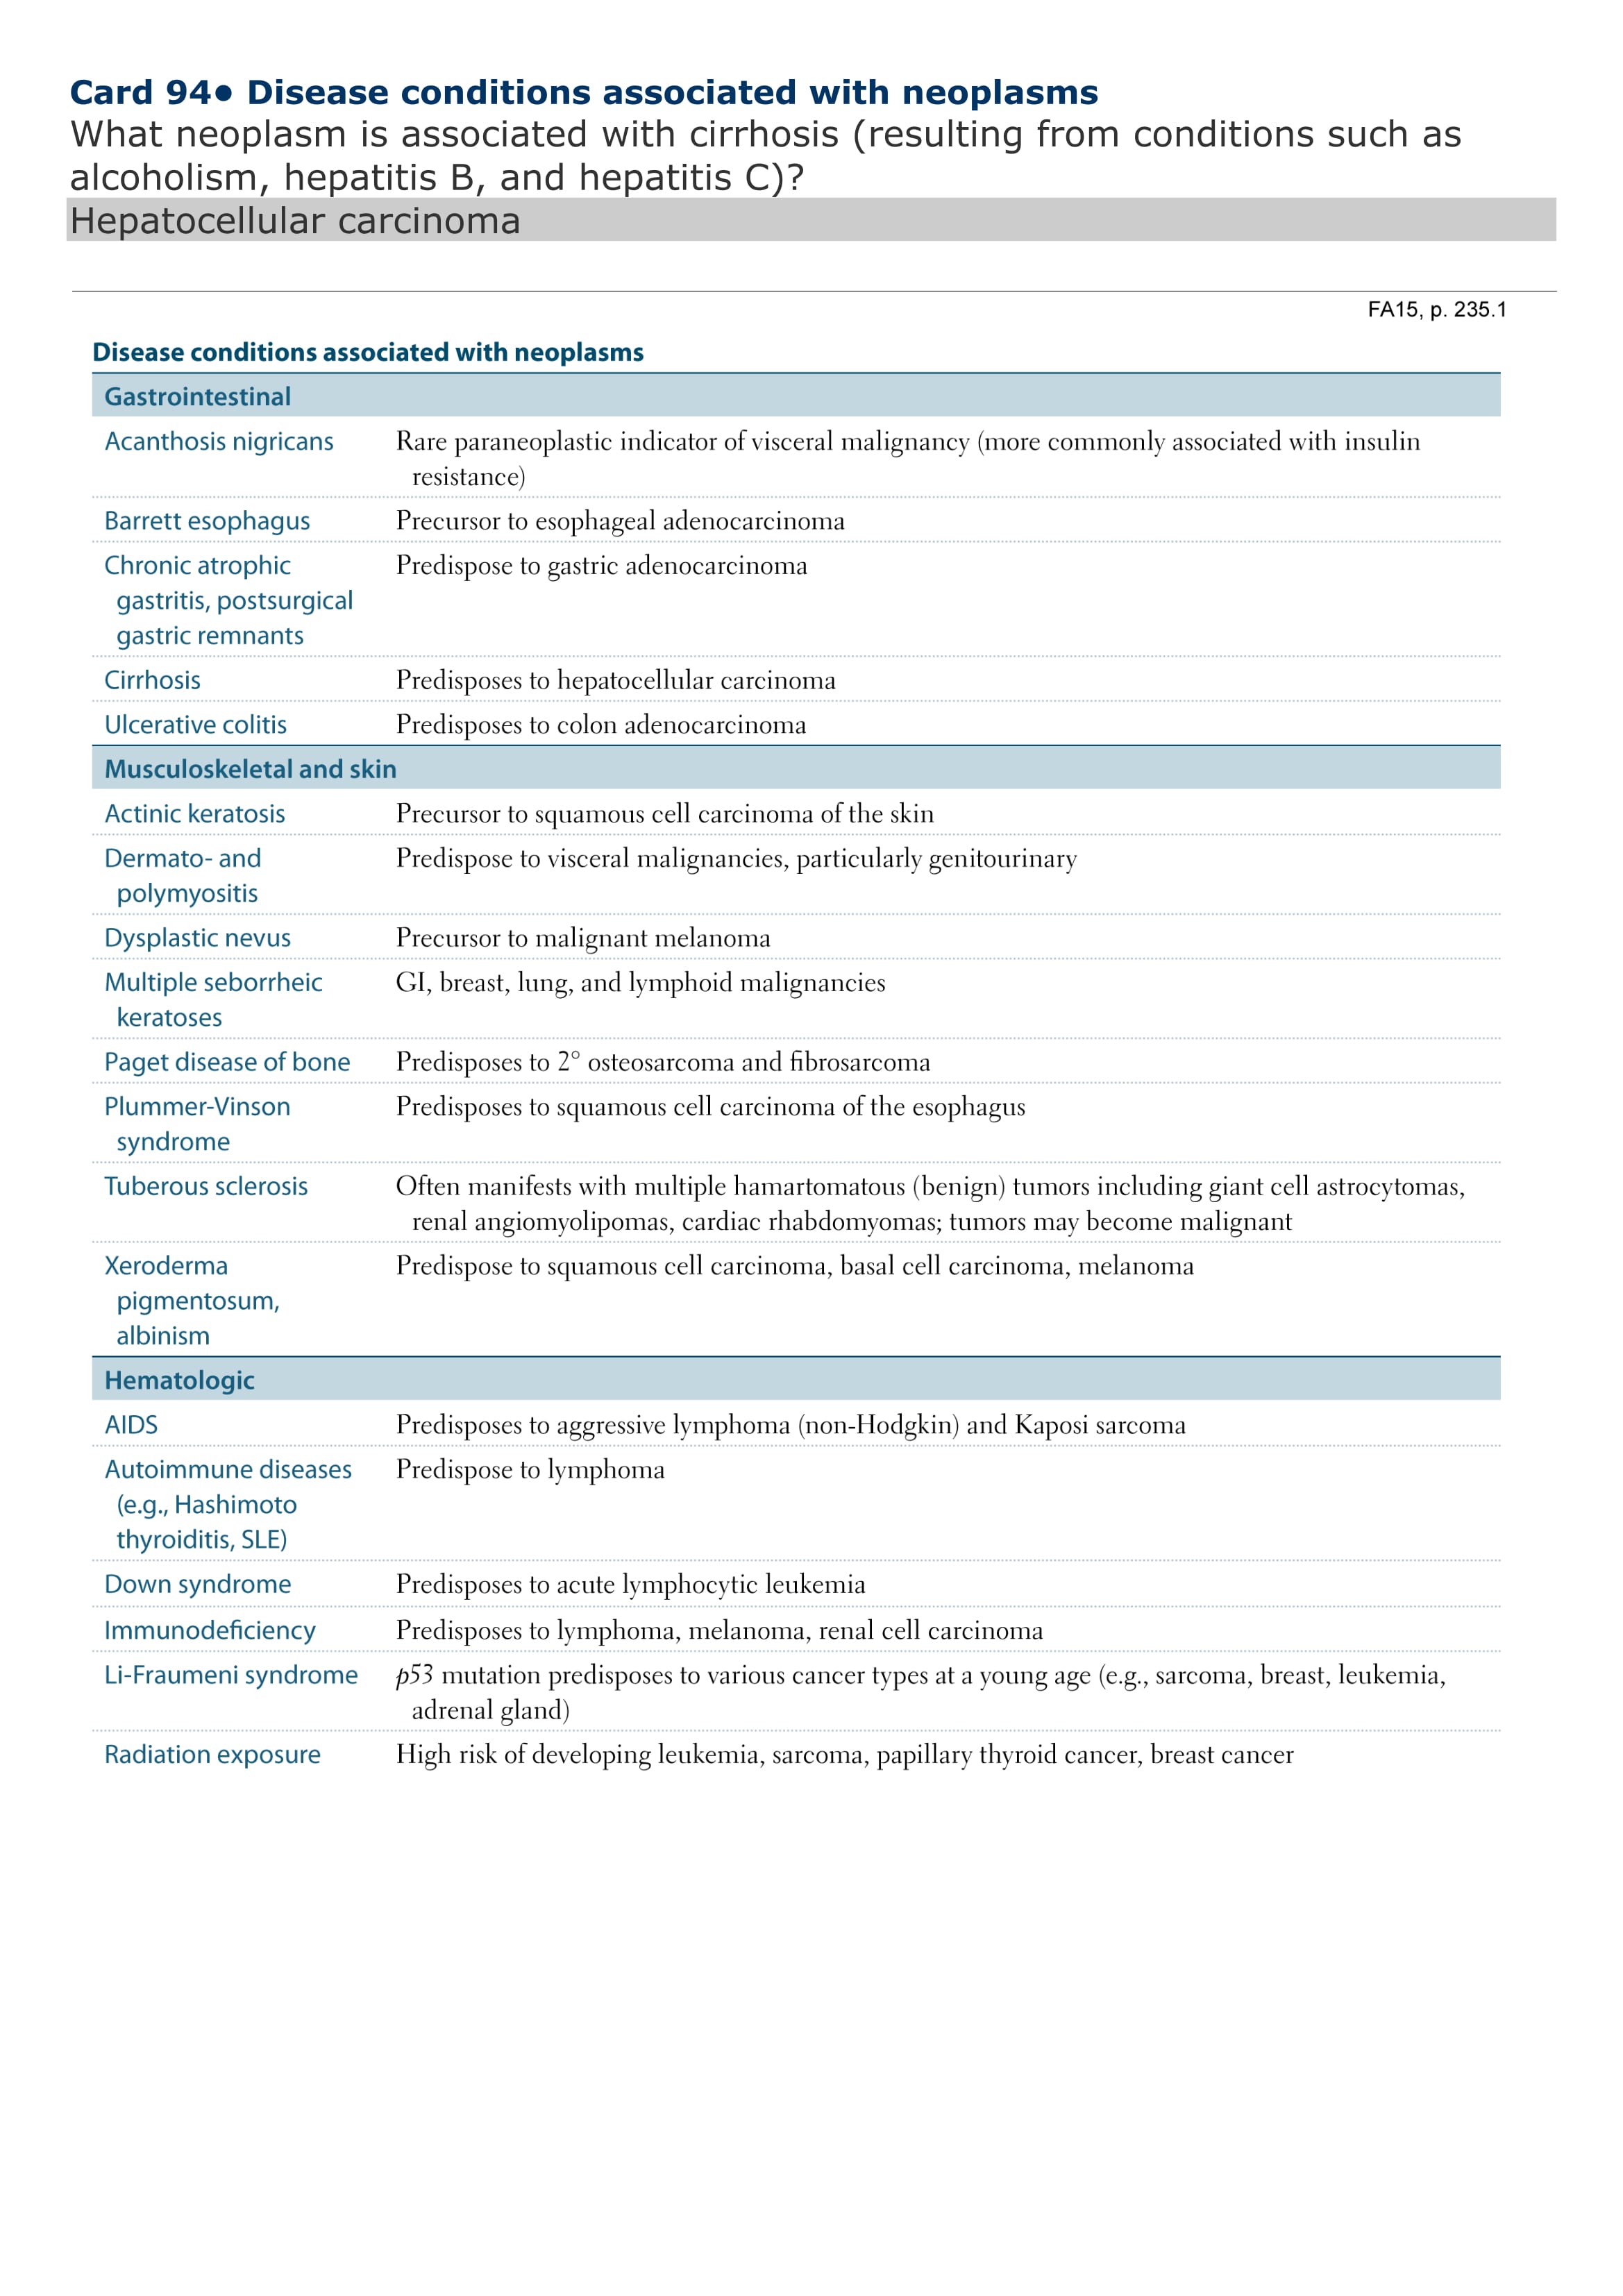 Card 94● Disease conditions associated with neoplasms
What neoplasm is associated with cirrhosis (resulting from conditions such as
alcoholism, hepatitis B, and hepatitis C)?
Hepatocellular carcinoma
FA15, p. 235.1
Disease conditions associated with neoplasms
Gastrointestinal
Acanthosis nigricans Rare paraneoplastic indicator of visceral malignancy (more commonly associated with insulin
resistance)
Barrett esophagus Precursor to esophageal adenocarcinoma
Chronic atrophic Predispose to gastric adenocarcinoma
gastritis, postsurgical
gastric remnants
Cirrhosis Predisposes to hepatocellular carcinoma
Ulcerative colitis Predisposes to colon adenocarcinoma
Musculoskeletal and skin
Actinic keratosis Precursor to squamous cell carcinoma of the skin
Dermato- and Predispose to visceral malignancies, particularly genitourinary
polymyositis
Dysplastic nevus Precursor to malignant melanoma
Multiple seborrheic GI, breast, lung, and lymphoid malignancies
keratoses
Paget disease of bone Predisposes to 2° osteosarcoma and fibrosarcoma
Plummer-Vinson Predisposes to squamous cell carcinoma of the esophagus
syndrome
Tuberous sclerosis Often manifests with multiple hamartomatous (benign) tumors including giant cell astrocytomas,
renal angiomyolipomas, cardiac rhabdomyomas; tumors may become malignant
Xeroderma Predispose to squamous cell carcinoma, basal cell carcinoma, melanoma
pigmentosum,
albinism
Hematologic
AIDS Predisposes to aggressive lymphoma (non-Hodgkin) and Kaposi sarcoma
Autoimmune diseases Predispose to lymphoma
(e.g., Hashimoto
thyroiditis, SLE)
Down syndrome Predisposes to acute lymphocytic leukemia
Immunodeficiency Predisposes to lymphoma, melanoma, renal cell carcinoma
Li-Fraumeni syndrome p53 mutation predisposes to various cancer types at a young age (e.g., sarcoma, breast, leukemia,
adrenal gland)
Radiation exposure High risk of developing leukemia, sarcoma, papillary thyroid cancer, breast cancer